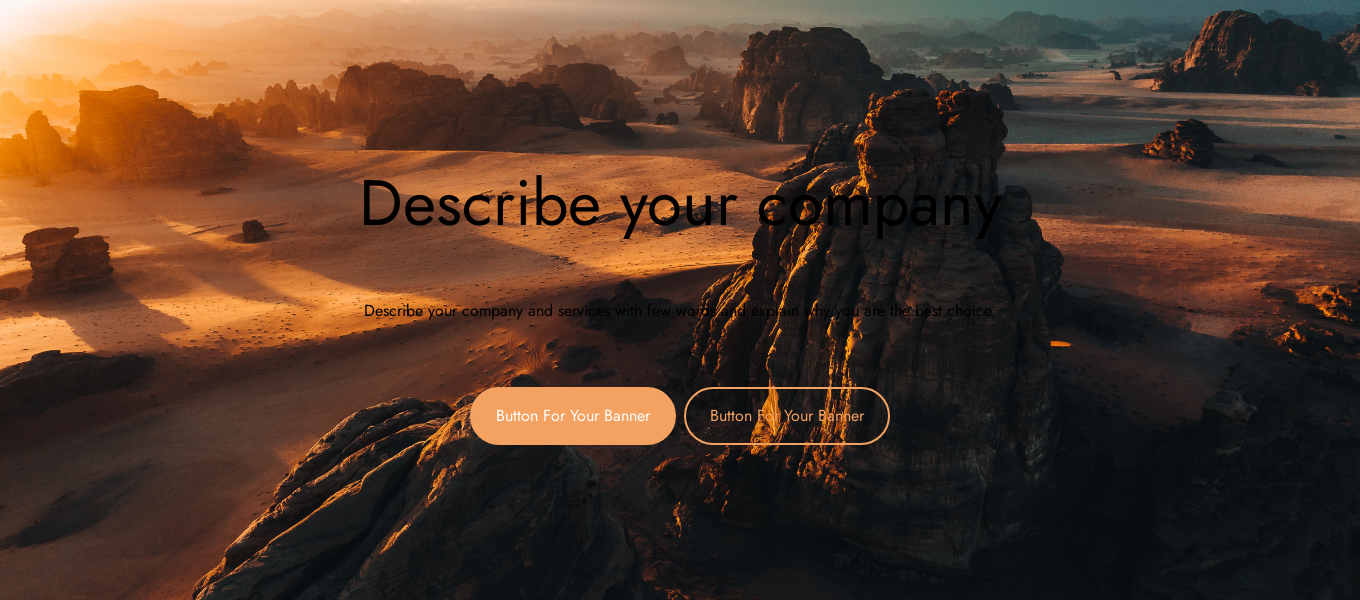 Describe your company
Describe your company and services with few words and explain why you are the best choice.
Button For Your Banner
Button For Your Banner